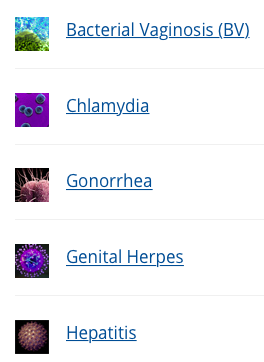 Bacterial Vaginosis (BV)
Chlamydia
Gonorrhea
Genital Herpes
Hepatitis